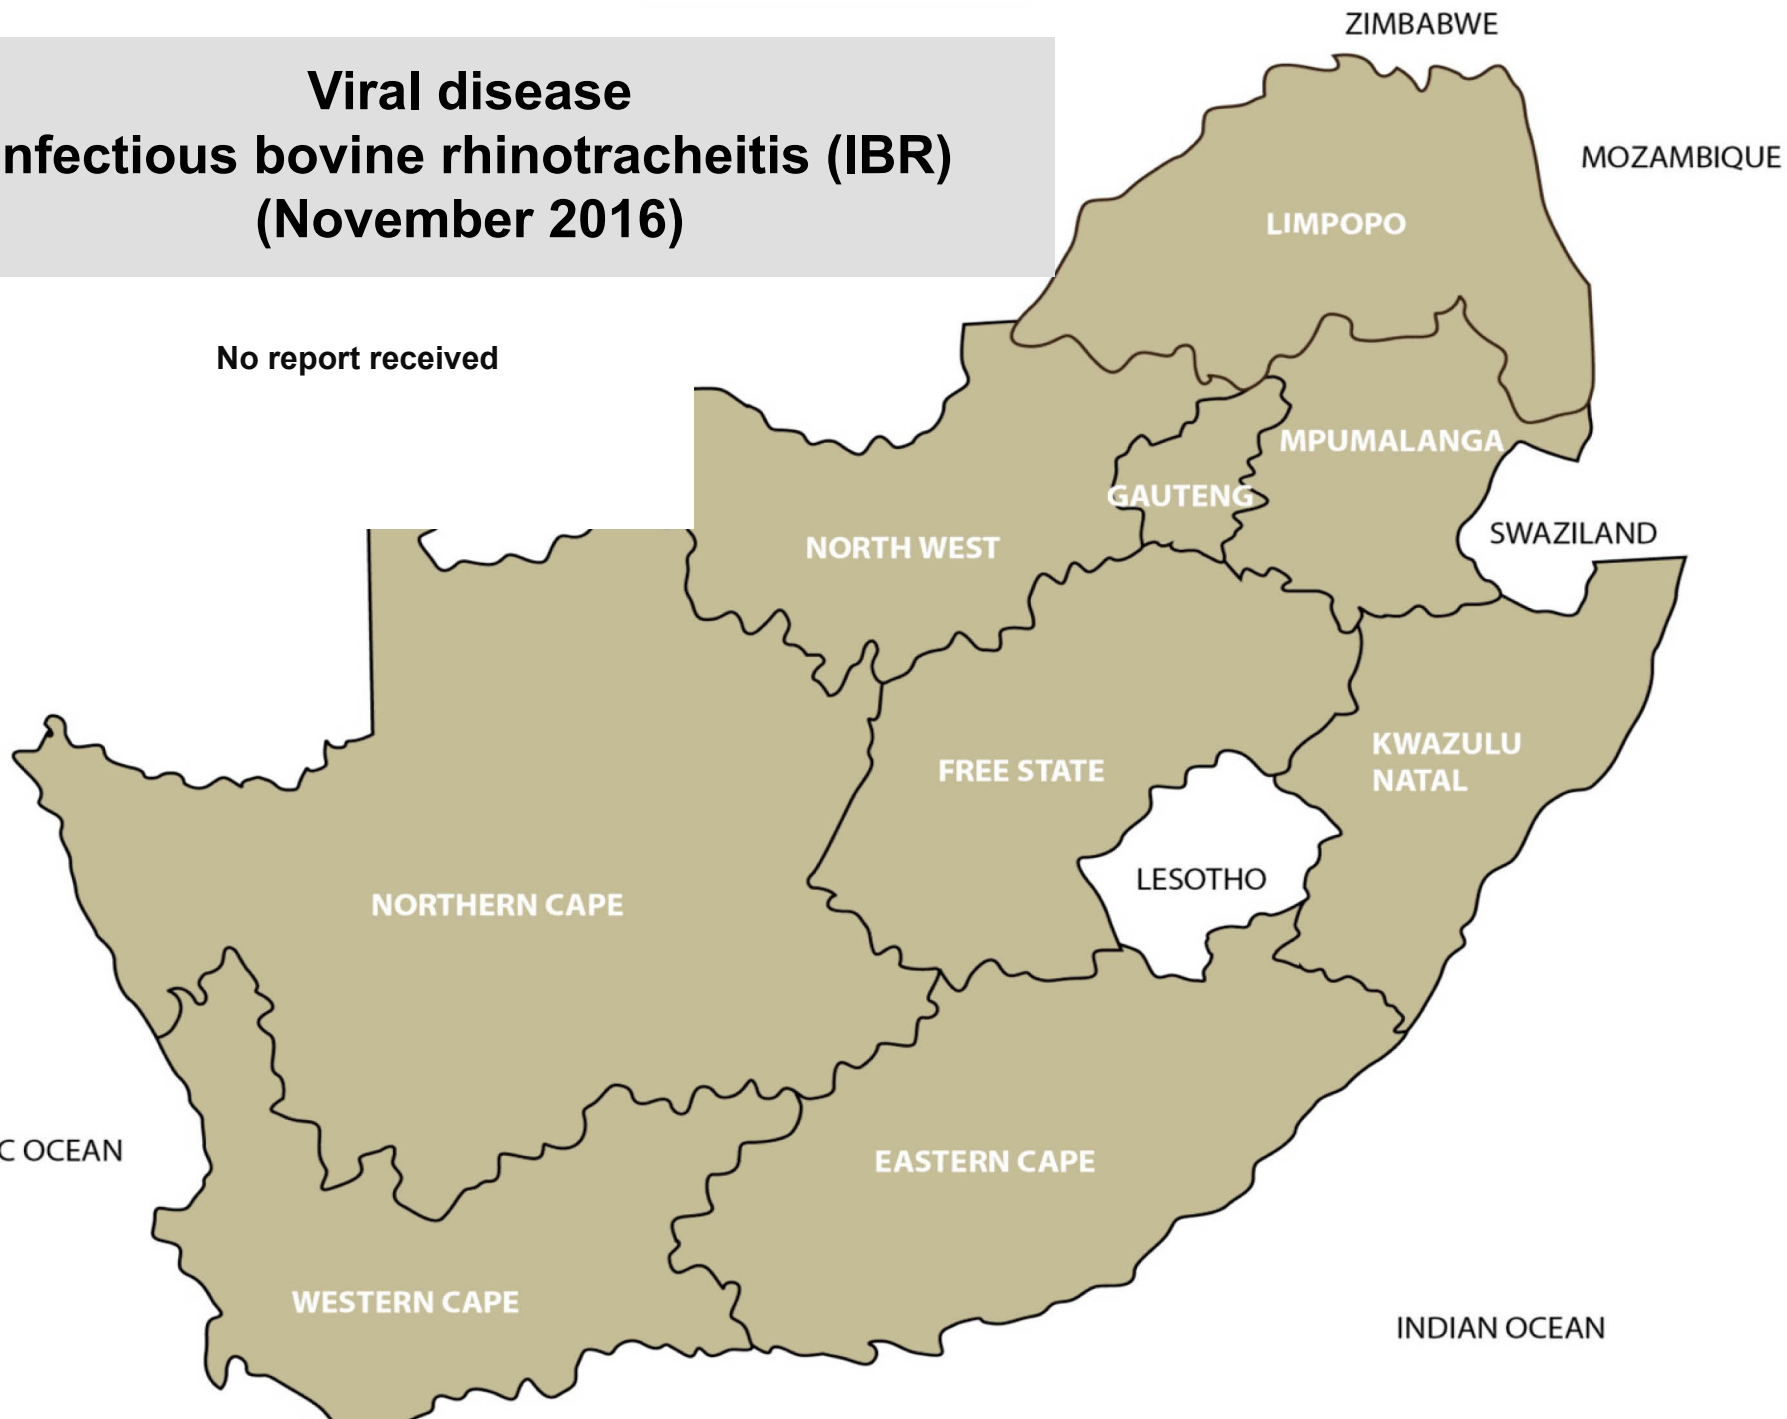 ZIMBABWE
Viral disease
nfectious bovine rhinotracheitis (IBR)
(November 2016)
MOZAMBIQUE
LIMPOPO
No report received
MPUMALANGA
GAUTENG
SWAZILAND
NORTH WEST
KWAZULU
NATAL
FREE STATE
LESOTHO
NORTHERN CAPE
C OCEAN
EASTERN CAPE
WESTERN CAPE
INDIAN OCEAN